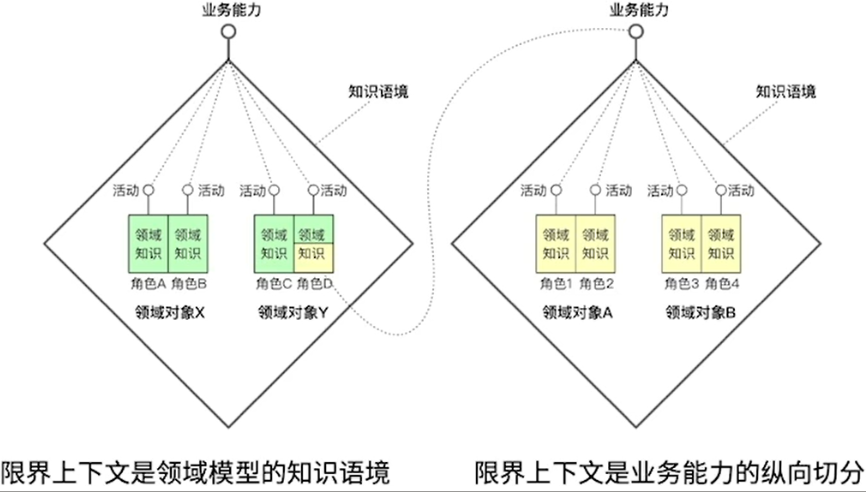 业务能力 业务能力
知识语境 知识语境
活动 活动 活动 活动 活动 活动 活动 活动
领域 领域 领域 领域 领域 领域 领域 领域
知识 知识 知识 知识 知识 知识 知识 知识
角色A 角色B 角色C 角色D 角色1 角色2 角色3 角色4
领域对象X 领域对象Y 领域对象A 领域对象B
限界上下文是领域模型的知识语境 限界上下文是业务能力的纵向切分